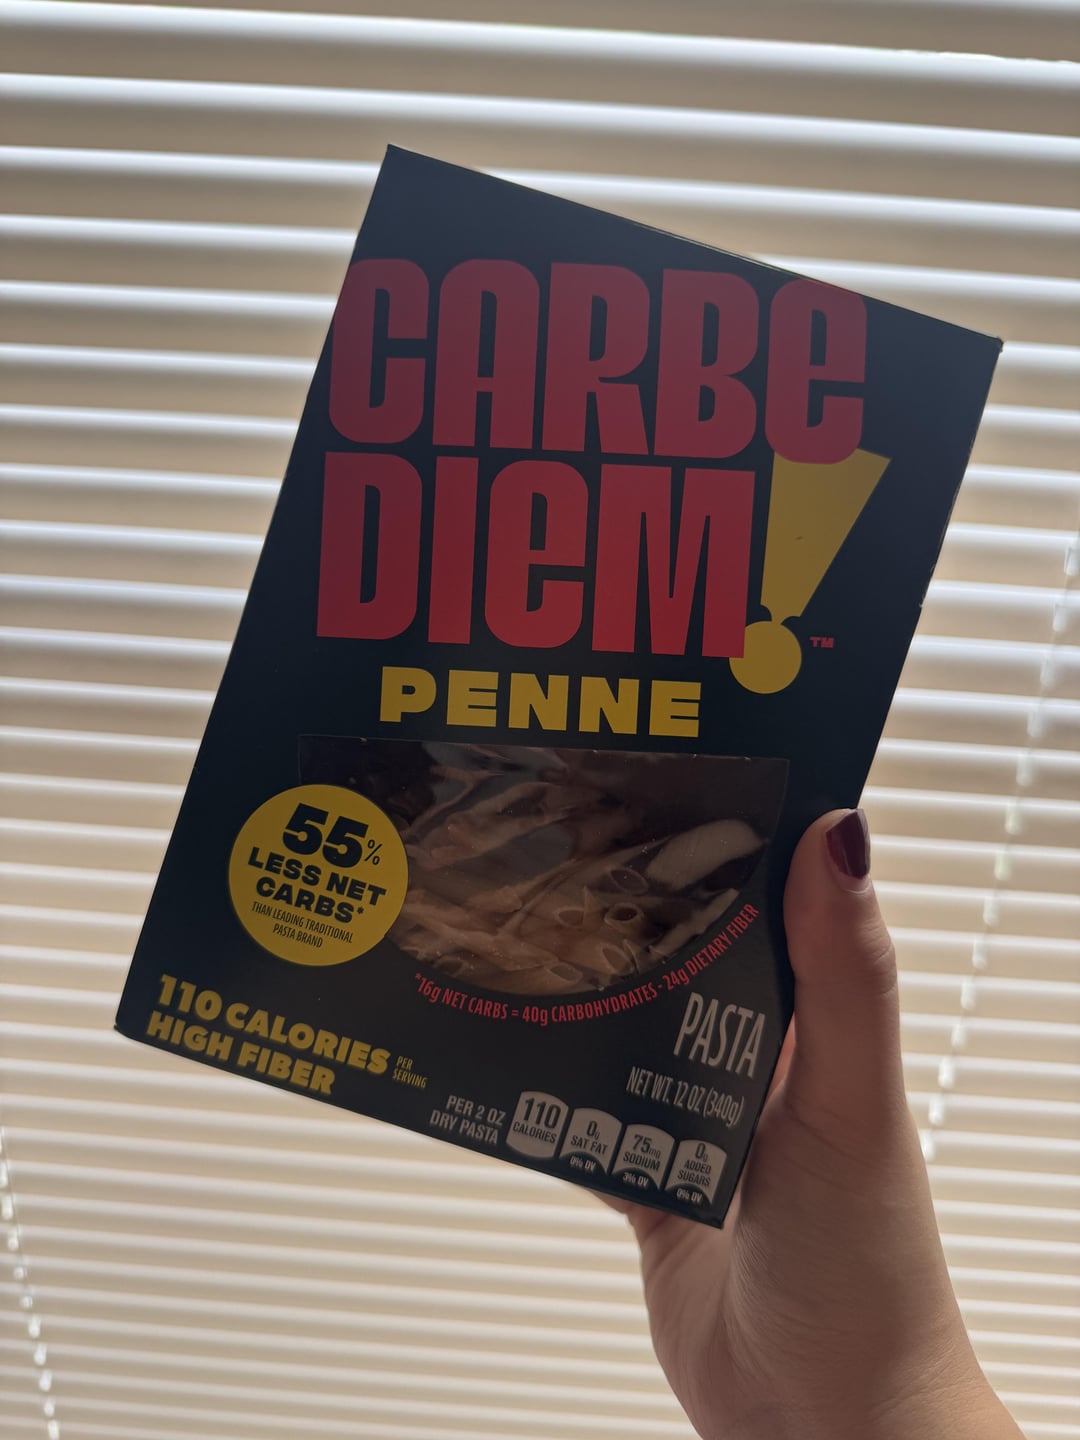 CARBE
DIEM!™
PENNE
55%
LESS NET
CARBS*
THAN LEADING TRADITIONAL
PASTA BRAND
*16g NET CARBS = 40g CARBOHYDRATES - 24g DIETARY FIBER
110 CALORIES
HIGH FIBER
PER
SERVING
PASTA
NET WT. 12 OZ (340g)
PER 2 OZ
DRY PASTA
110
CALORIES
0g
SAT FAT
0% DV
75mg
SODIUM
3% DV
0g
ADDED
SUGARS
0% DV